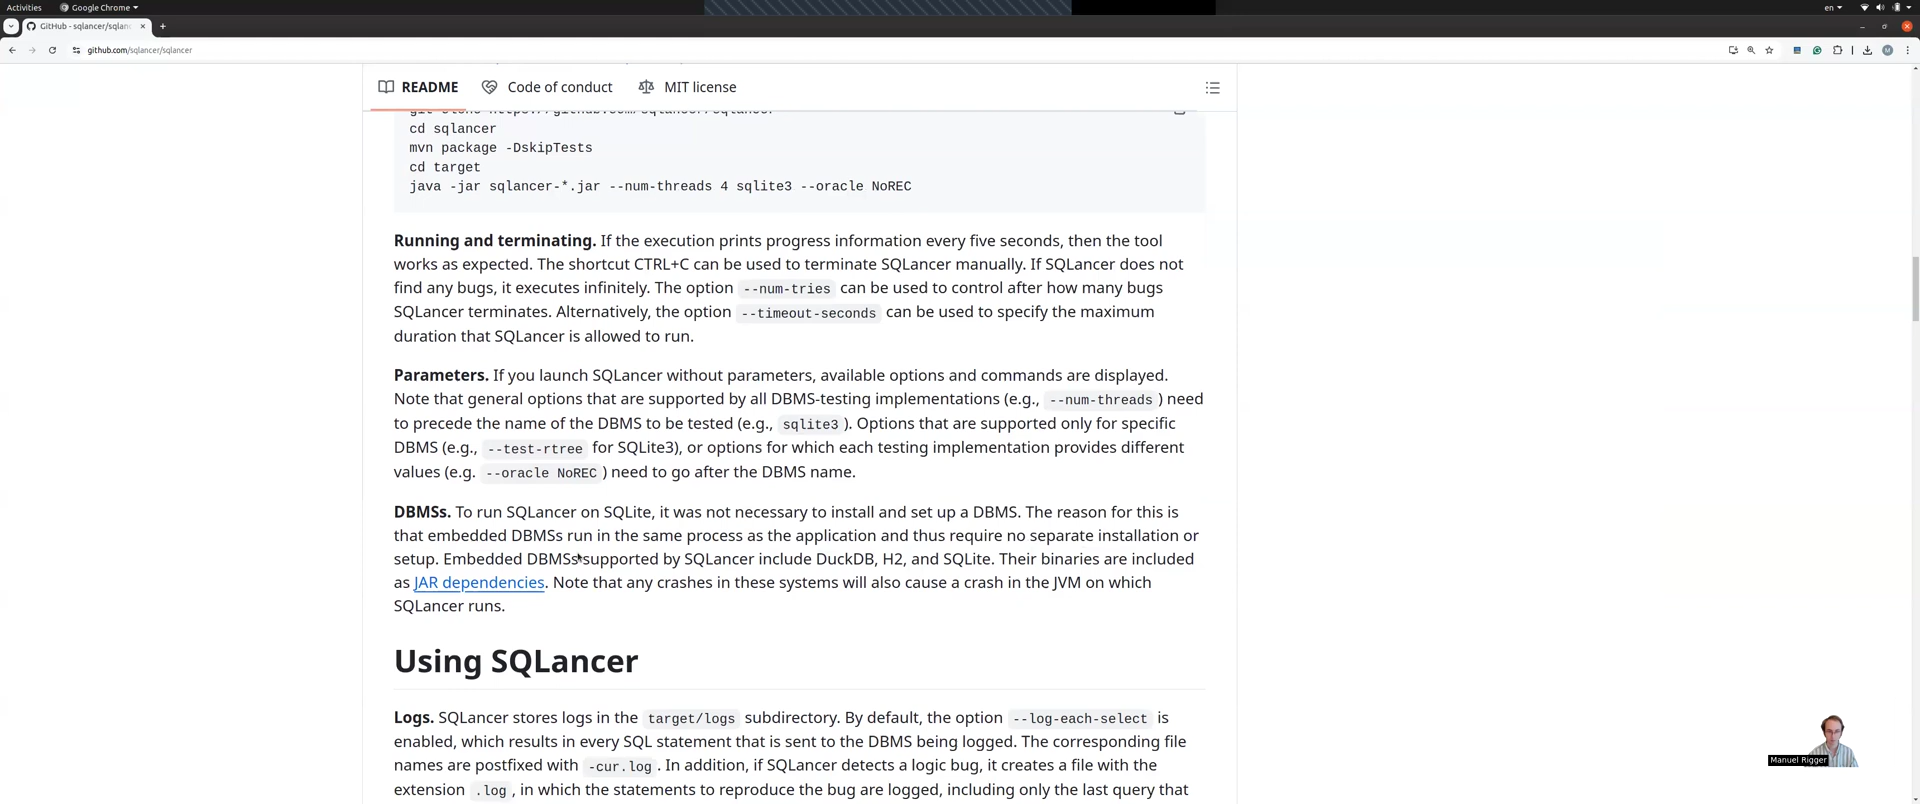 Activities
Google Chrome
en
GitHub - sqlancer/sqlan
github.com/sqlancer/sqlancer
README
Code of conduct
MIT license
git clone https://github.com/sqlancer/sqlancer
cd sqlancer
mvn package -DskipTests
cd target
java -jar sqlancer-*.jar --num-threads 4 sqlite3 --oracle NoREC
Running and terminating. If the execution prints progress information every five seconds, then the tool
works as expected. The shortcut CTRL+C can be used to terminate SQLancer manually. If SQLancer does not
find any bugs, it executes infinitely. The option --num-tries can be used to control after how many bugs
SQLancer terminates. Alternatively, the option --timeout-seconds can be used to specify the maximum
duration that SQLancer is allowed to run.
Parameters. If you launch SQLancer without parameters, available options and commands are displayed.
Note that general options that are supported by all DBMS-testing implementations (e.g., --num-threads) need
to precede the name of the DBMS to be tested (e.g., sqlite3). Options that are supported only for specific
DBMS (e.g., --test-rtree for SQLite3), or options for which each testing implementation provides different
values (e.g. --oracle NoREC) need to go after the DBMS name.
DBMSs. To run SQLancer on SQLite, it was not necessary to install and set up a DBMS. The reason for this is
that embedded DBMSs run in the same process as the application and thus require no separate installation or
setup. Embedded DBMSs supported by SQLancer include DuckDB, H2, and SQLite. Their binaries are included
as JAR dependencies. Note that any crashes in these systems will also cause a crash in the JVM on which
SQLancer runs.
Using SQLancer
Logs. SQLancer stores logs in the target/logs subdirectory. By default, the option --log-each-select is
enabled, which results in every SQL statement that is sent to the DBMS being logged. The corresponding file
names are postfixed with -cur.log. In addition, if SQLancer detects a logic bug, it creates a file with the
extension .log, in which the statements to reproduce the bug are logged, including only the last query that
Manuel Rigger